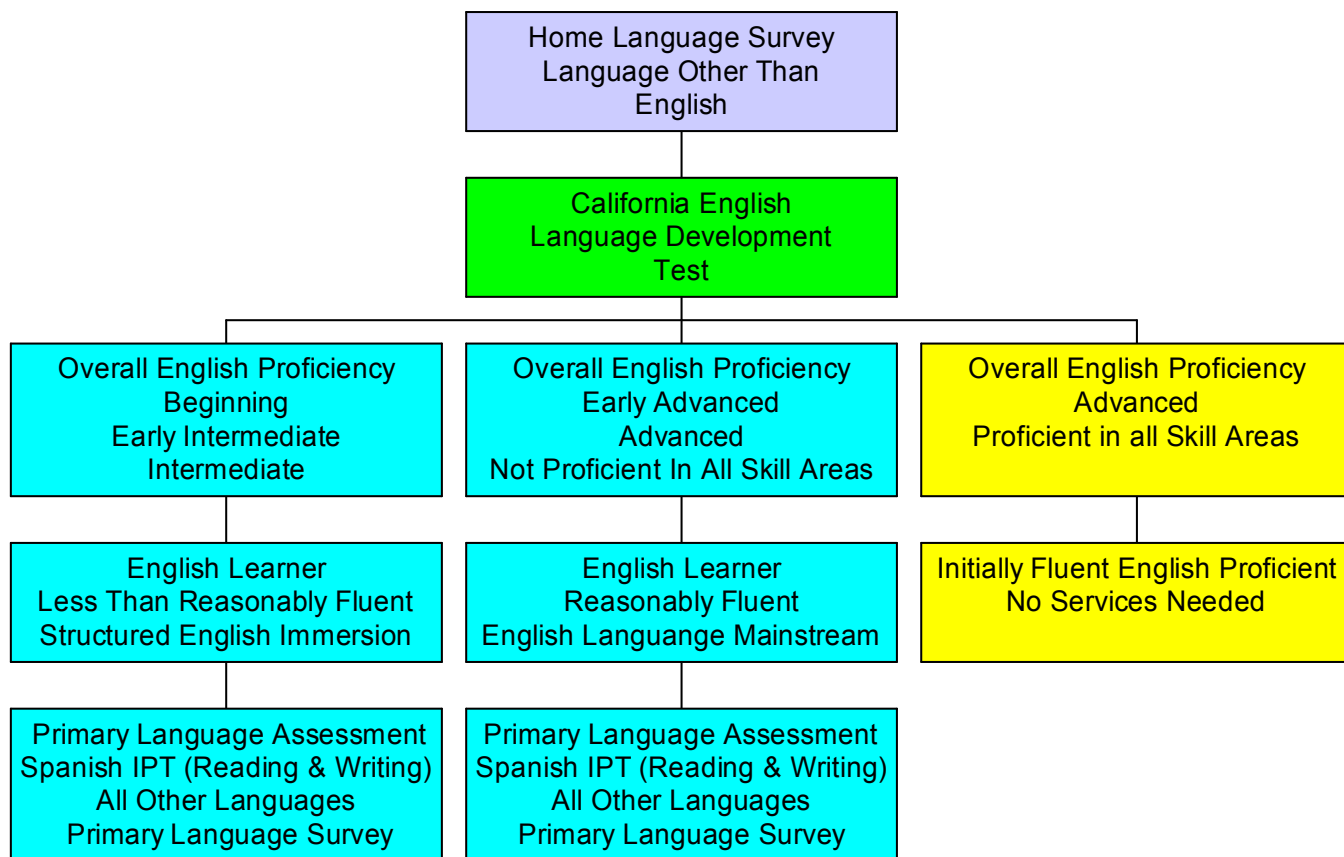 Home Language Survey
Language Other Than
English
California English
Language Development
Test
Overall English Proficiency
Beginning
Early Intermediate
Intermediate
Overall English Proficiency
Early Advanced
Advanced
Not Proficient In All Skill Areas
Overall English Proficiency
Advanced
Proficient in all Skill Areas
English Learner
Less Than Reasonably Fluent
Structured English Immersion
English Learner
Reasonably Fluent
English Languange Mainstream
Initially Fluent English Proficient
No Services Needed
Primary Language Assessment
Spanish IPT (Reading & Writing)
All Other Languages
Primary Language Survey
Primary Language Assessment
Spanish IPT (Reading & Writing)
All Other Languages
Primary Language Survey